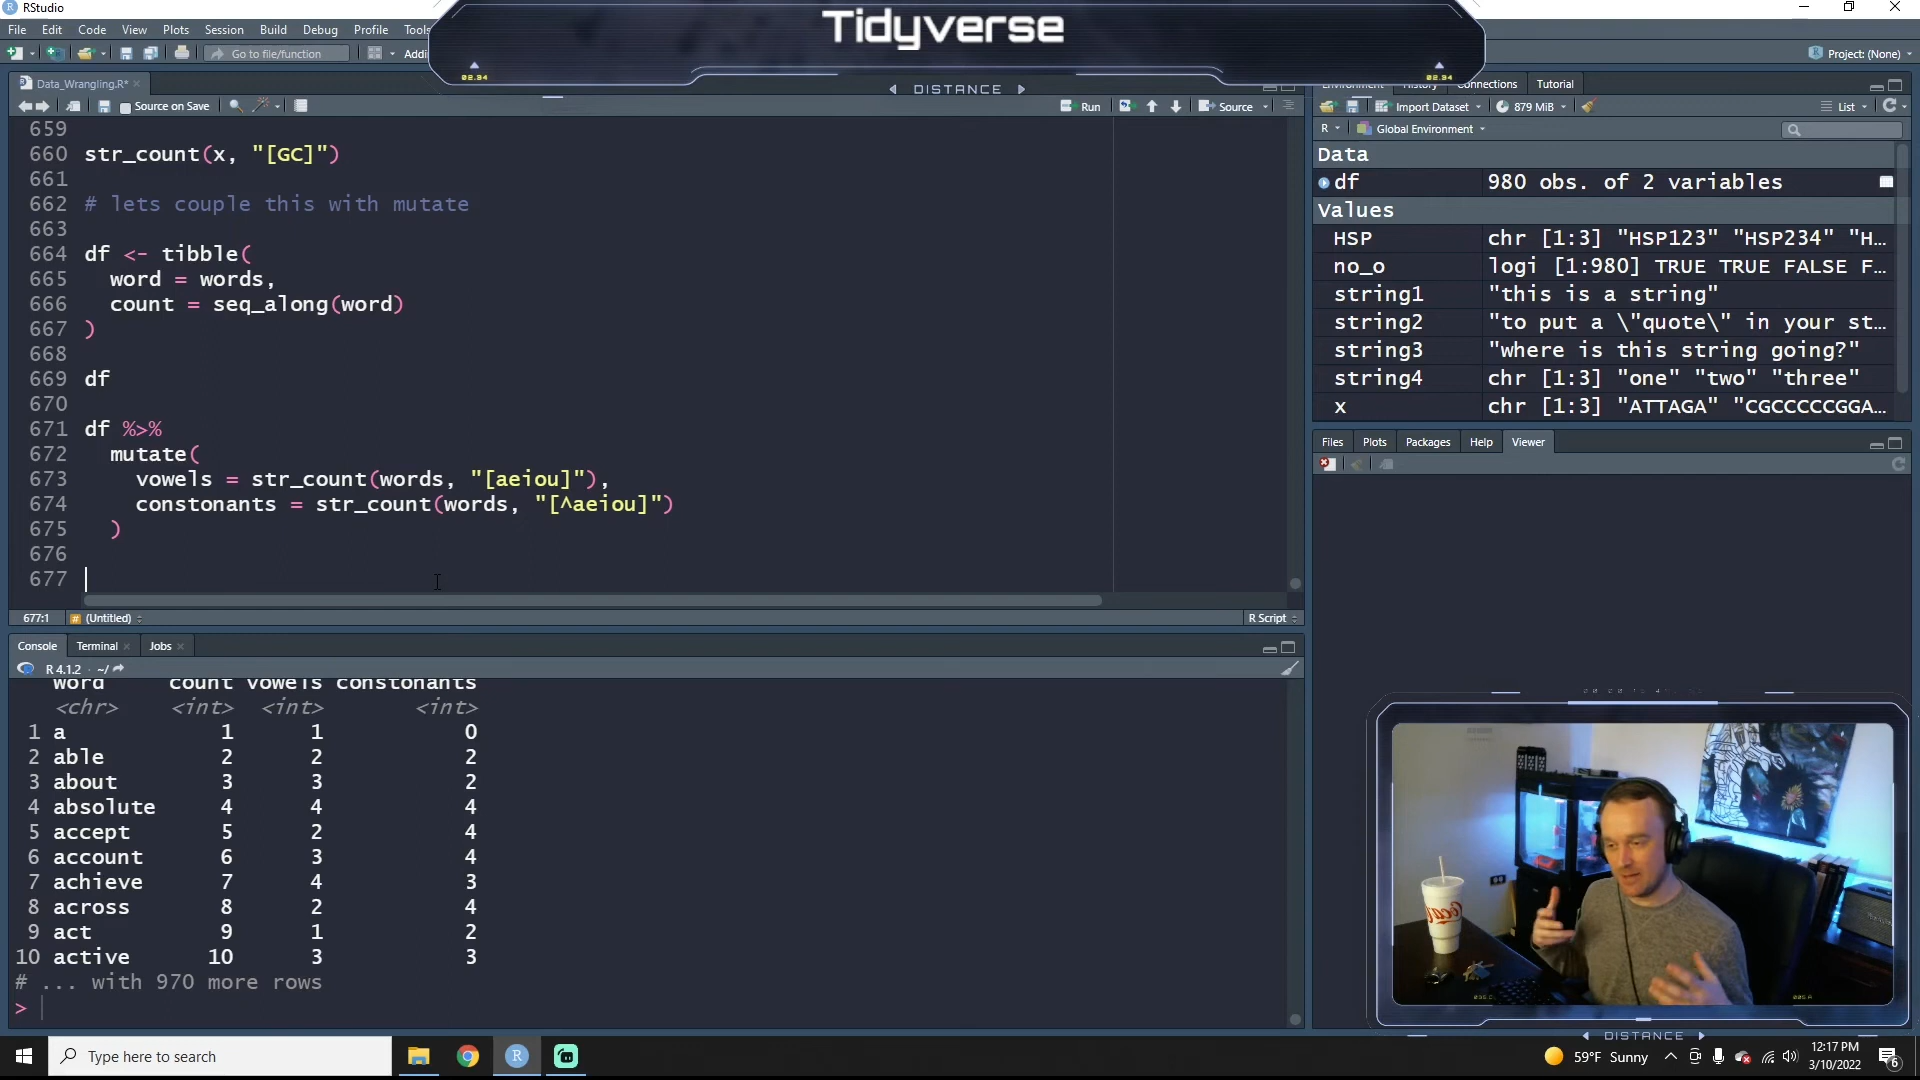 RStudio
Tidyverse
File Edit Code View Plots Session Build Debug Profile Tools
Go to file/function
Addi
Project: (None)
02.94
02.94
DISTANCE
Data_Wrangling.R*
Source on Save
Run
Source
659
660 str_count(x, "[GC]")
661
662 # lets couple this with mutate
663
664 df <- tibble(
665 word = words,
666 count = seq_along(word)
667 )
668
669 df
670
671 df %>%
672 mutate(
673 vowels = str_count(words, "[aeiou]"),
674 constonants = str_count(words, "[^aeiou]")
675 )
676
677
677:1 (Untitled)
R Script
Console Terminal Jobs
R 4.1.2 · ~/
word count vowels constonants
<chr> <int> <int> <int>
1 a 1 1 0
2 able 2 2 2
3 about 3 3 2
4 absolute 4 4 4
5 accept 5 2 4
6 account 6 3 4
7 achieve 7 4 3
8 across 8 2 4
9 act 9 1 2
10 active 10 3 3
# ... with 970 more rows
>
Environment History Connections Tutorial
Import Dataset 879 MiB List
R Global Environment
Data
df 980 obs. of 2 variables
Values
HSP chr [1:3] "HSP123" "HSP234" "H...
no_o logi [1:980] TRUE TRUE FALSE F...
string1 "this is a string"
string2 "to put a \"quote\" in your st...
string3 "where is this string going?"
string4 chr [1:3] "one" "two" "three"
x chr [1:3] "ATTAGA" "CGCCCCCGGA...
Files Plots Packages Help Viewer
DISTANCE
Type here to search
59°F Sunny
12:17 PM
3/10/2022
6